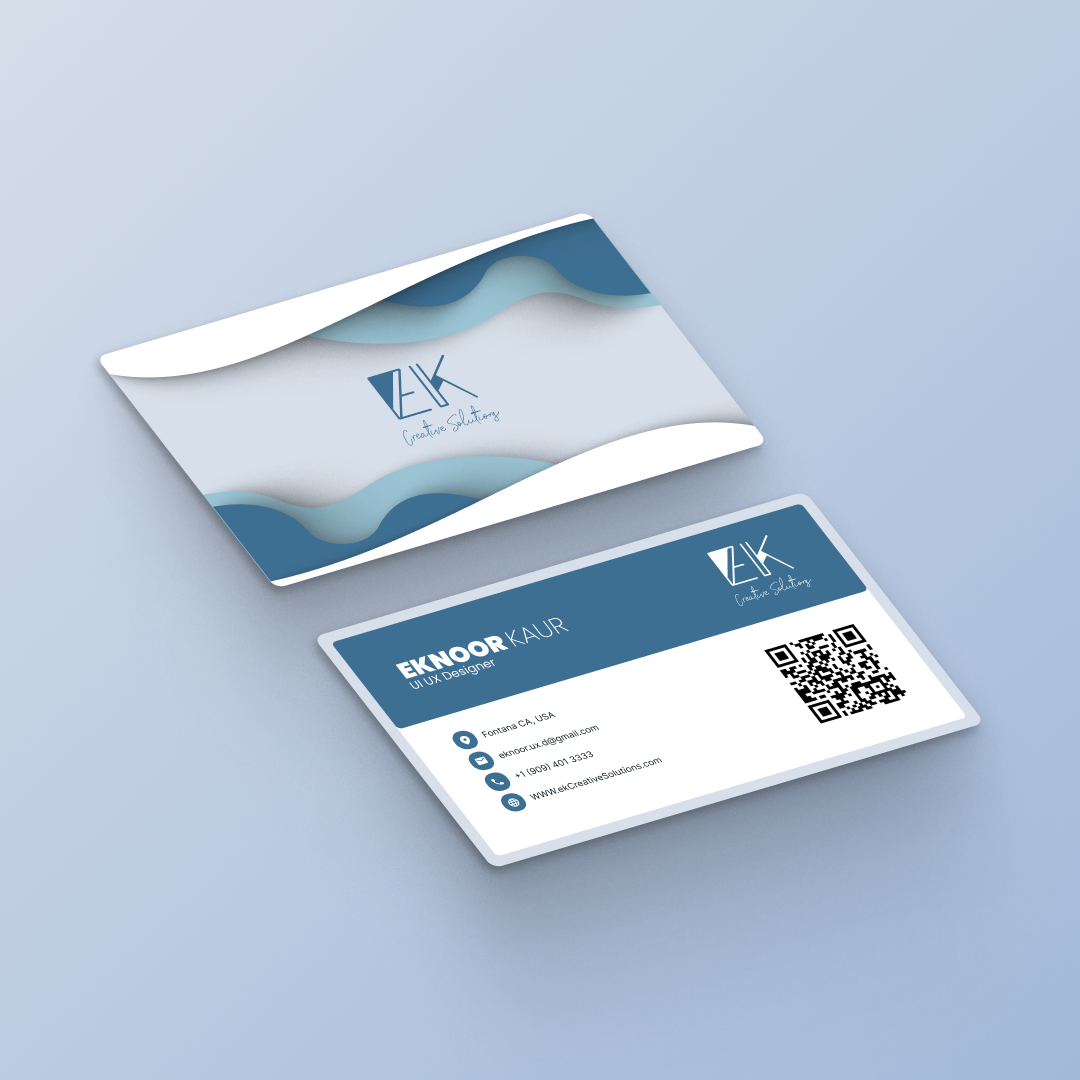 EK
Creative Solutions
EK
Creative Solutions
EKNOOR KAUR
UI UX Designer
Fontana CA, USA
eknoor.ux.d@gmail.com
+1 (909) 401 3333
WWW.ekCreativeSolutions.com